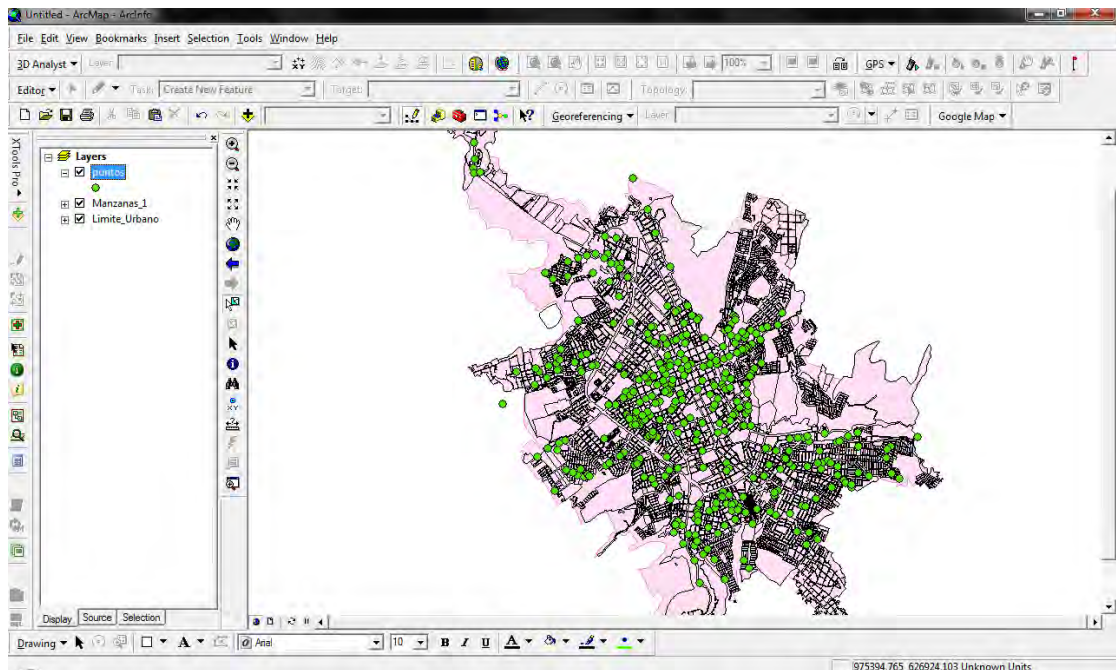 Untitled - ArcMap - ArcInfo
File Edit View Bookmarks Insert Selection Tools Window Help
3D Analyst Layer: 100% GPS
Editor Task: Create New Feature Target: Topology:
Georeferencing Layer: Google Map
XTools Pro
Layers
puntos
Manzanas_1
Limite_Urbano
XY
Display Source Selection
Drawing A Arial 10 B I U A
975394,765 626924,103 Unknown Units